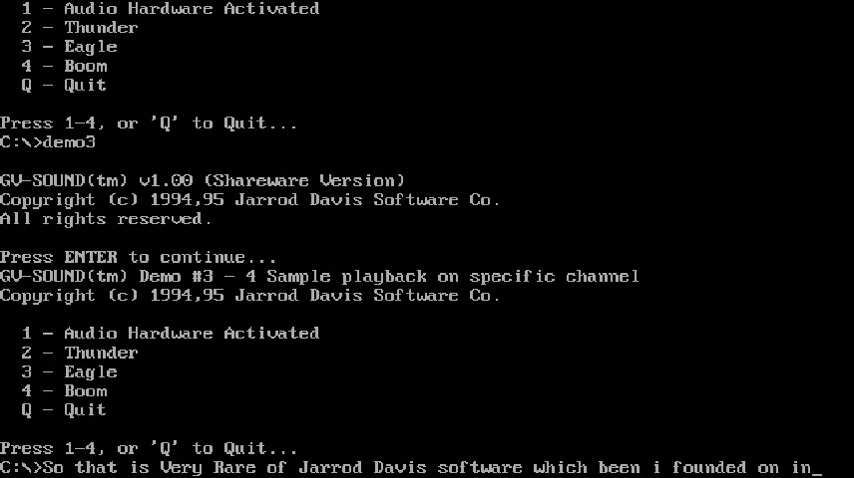 1 - Audio Hardware Activated
2 - Thunder
3 - Eagle
4 - Boom
Q - Quit
Press 1-4, or 'Q' to Quit...
C:\>demo3
GV-SOUND(tm) v1.00 (Shareware Version)
Copyright (c) 1994,95 Jarrod Davis Software Co.
All rights reserved.
Press ENTER to continue...
GV-SOUND(tm) Demo #3 - 4 Sample playback on specific channel
Copyright (c) 1994,95 Jarrod Davis Software Co.
1 - Audio Hardware Activated
2 - Thunder
3 - Eagle
4 - Boom
Q - Quit
Press 1-4, or 'Q' to Quit...
C:\>So that is Very Rare of Jarrod Davis software which been i founded on in_